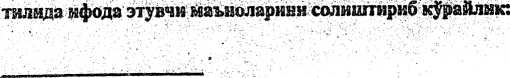 тилида ифода этувчи маъноларини солиштириб кўрайлик: